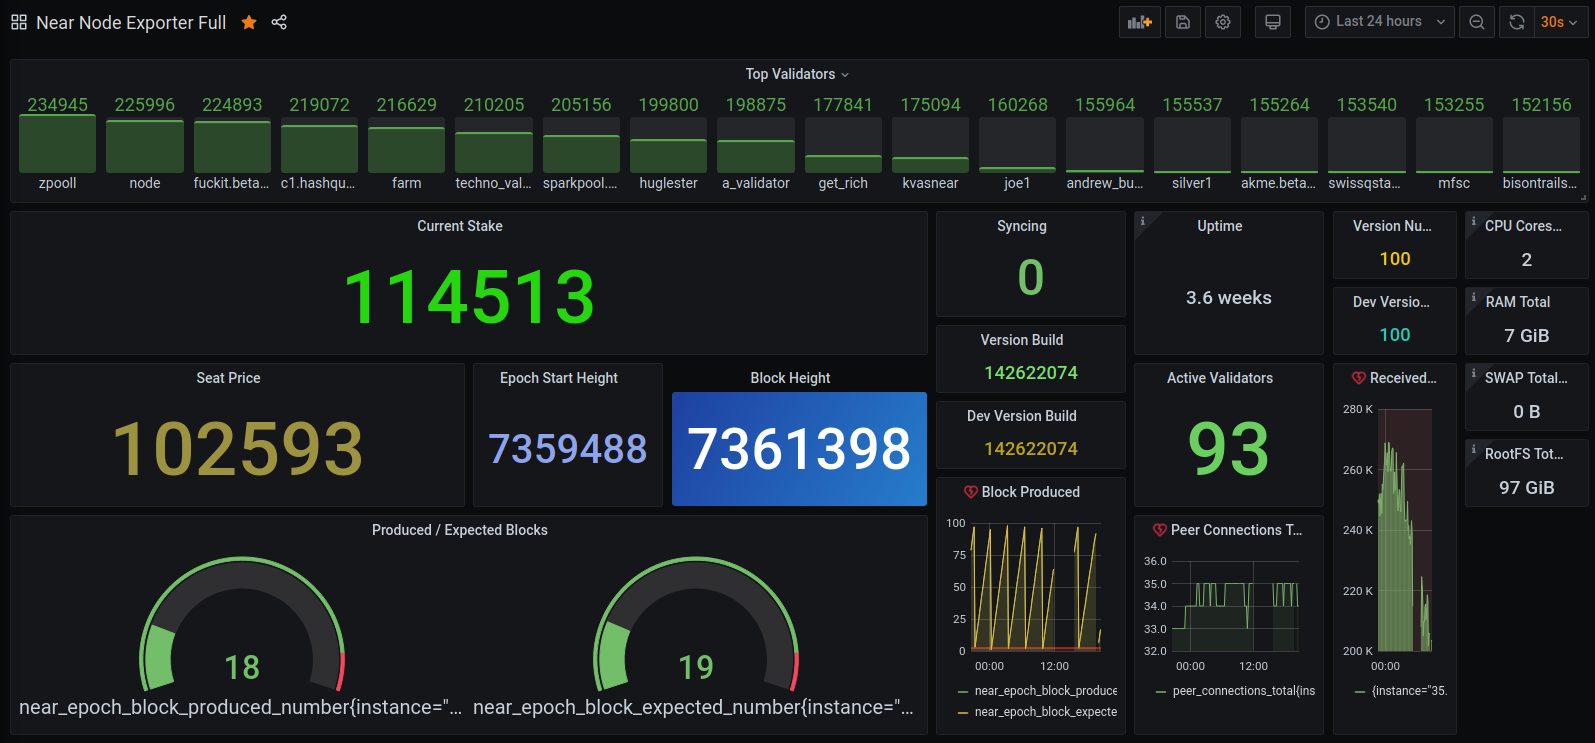 Near Node Exporter Full
Last 24 hours
30s
Top Validators
234945 225996 224893 219072 216629 210205 205156 199800 198875 177841 175094 160268 155964 155537 155264 153540 153255 152156
zpooll node fuckit.beta... c1.hashqu... farm techno_val... sparkpool.... huglester a_validator get_rich kvasnear joe1 andrew_bu... silver1 akme.beta... swissqsta... mfsc bisontrails...
Current Stake
114513
Syncing
0
Uptime
3.6 weeks
Version Nu...
100
CPU Cores...
2
Dev Versio...
100
RAM Total
7 GiB
Version Build
142622074
Seat Price
102593
Epoch Start Height
7359488
Block Height
7361398
Dev Version Build
142622074
Active Validators
93
Received...
280 K
260 K
240 K
220 K
200 K
00:00
{instance="35.
SWAP Total...
0 B
RootFS Tot...
97 GiB
Produced / Expected Blocks
18
19
near_epoch_block_produced_number{instance="... near_epoch_block_expected_number{instance="...
Block Produced
100
75
50
25
0
00:00 12:00
near_epoch_block_produce
near_epoch_block_expecte
Peer Connections T...
36.0
35.0
34.0
33.0
32.0
00:00 12:00
peer_connections_total{ins